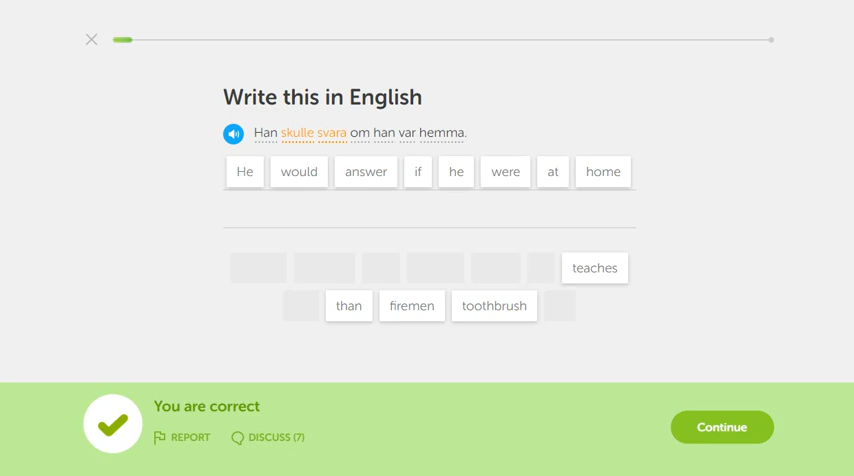 Write this in English
Han skulle svara om han var hemma.
He would answer if he were at home
teaches
than firemen toothbrush
You are correct
REPORT DISCUSS (7)
Continue